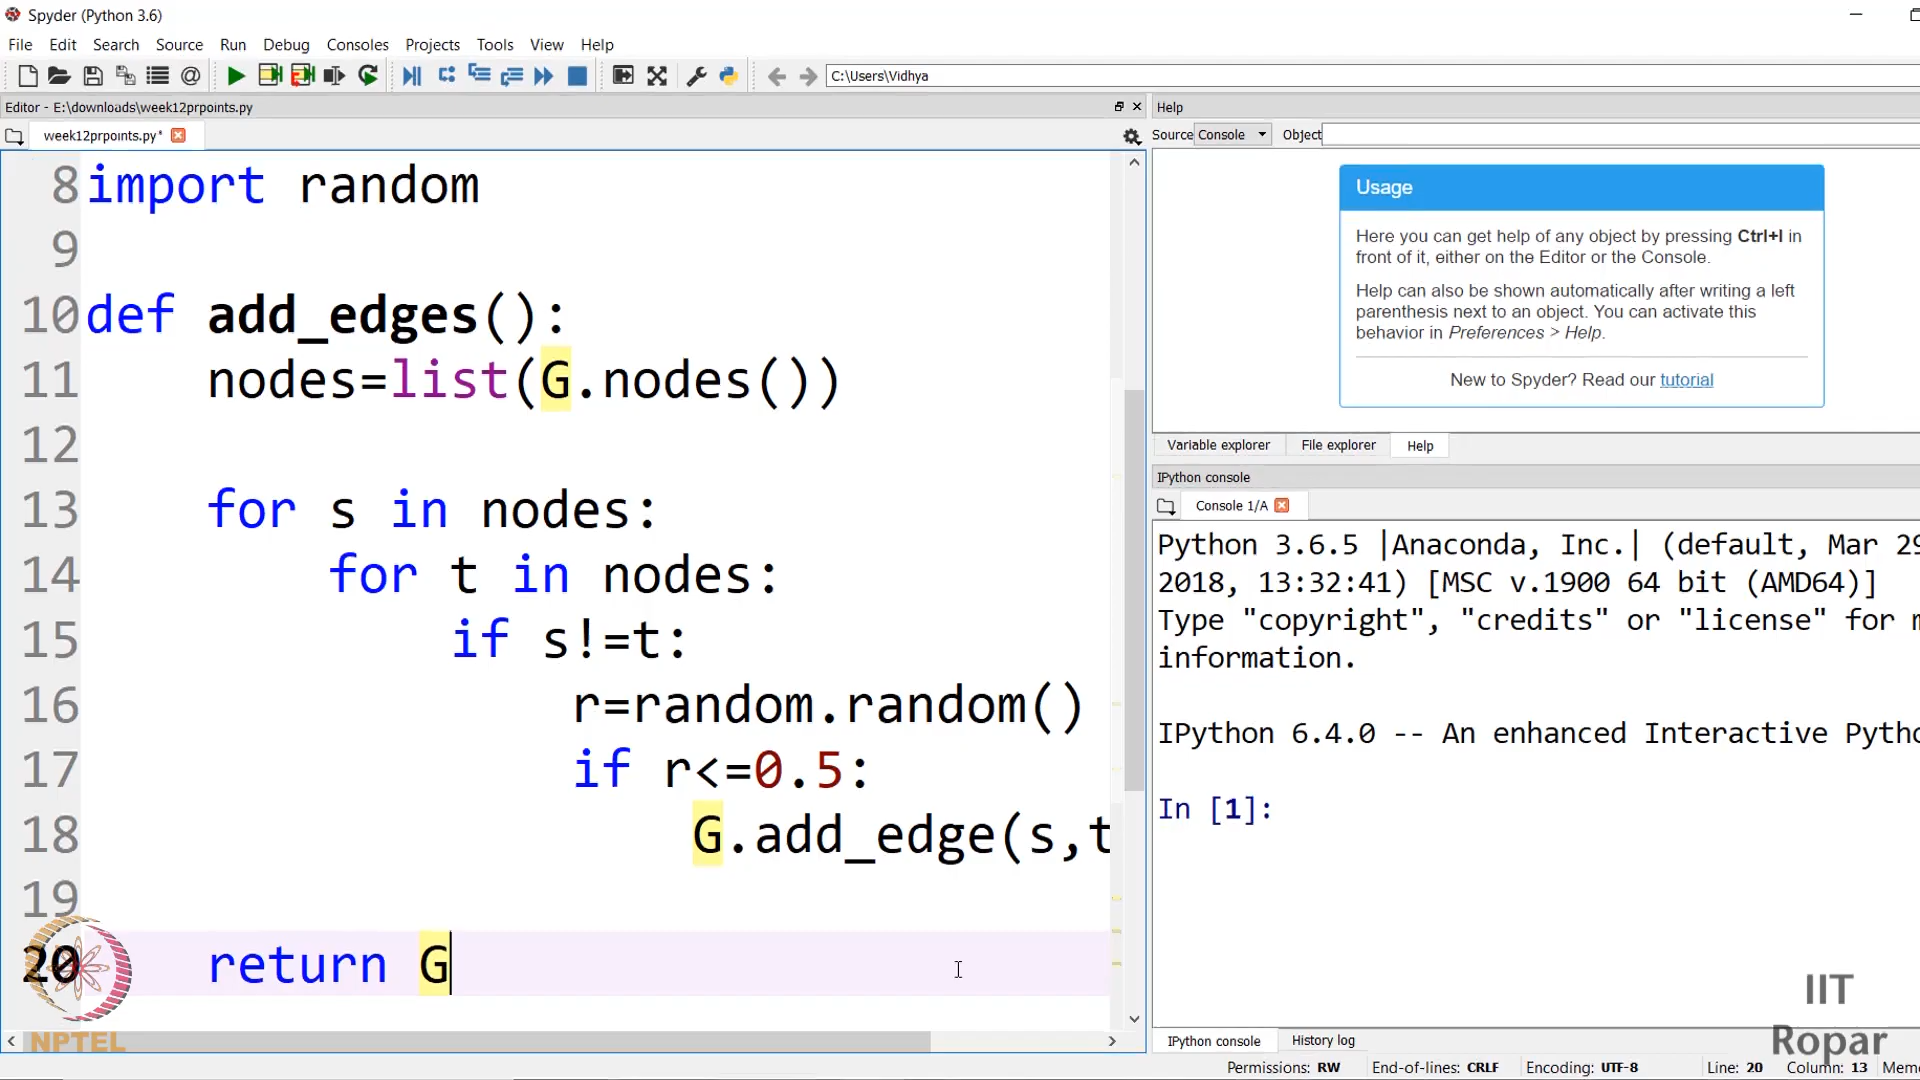 Spyder (Python 3.6)
File Edit Search Source Run Debug Consoles Projects Tools View Help
C:\Users\Vidhya
Editor - E:\downloads\week12prpoints.py
week12prpoints.py*
8 import random
9
10 def add_edges():
11 nodes=list(G.nodes())
12
13 for s in nodes:
14 for t in nodes:
15 if s!=t:
16 r=random.random()
17 if r<=0.5:
18 G.add_edge(s,t
19
20 return G
NPTEL
Help
Source Console Object
Usage
Here you can get help of any object by pressing Ctrl+I in
front of it, either on the Editor or the Console.
Help can also be shown automatically after writing a left
parenthesis next to an object. You can activate this
behavior in Preferences > Help.
New to Spyder? Read our tutorial
Variable explorer File explorer Help
IPython console
Console 1/A
Python 3.6.5 |Anaconda, Inc.| (default, Mar 29
2018, 13:32:41) [MSC v.1900 64 bit (AMD64)]
Type "copyright", "credits" or "license" for m
information.
IPython 6.4.0 -- An enhanced Interactive Pytho
In [1]:
IIT
Ropar
IPython console History log
Permissions: RW End-of-lines: CRLF Encoding: UTF-8 Line: 20 Column: 13 Memo